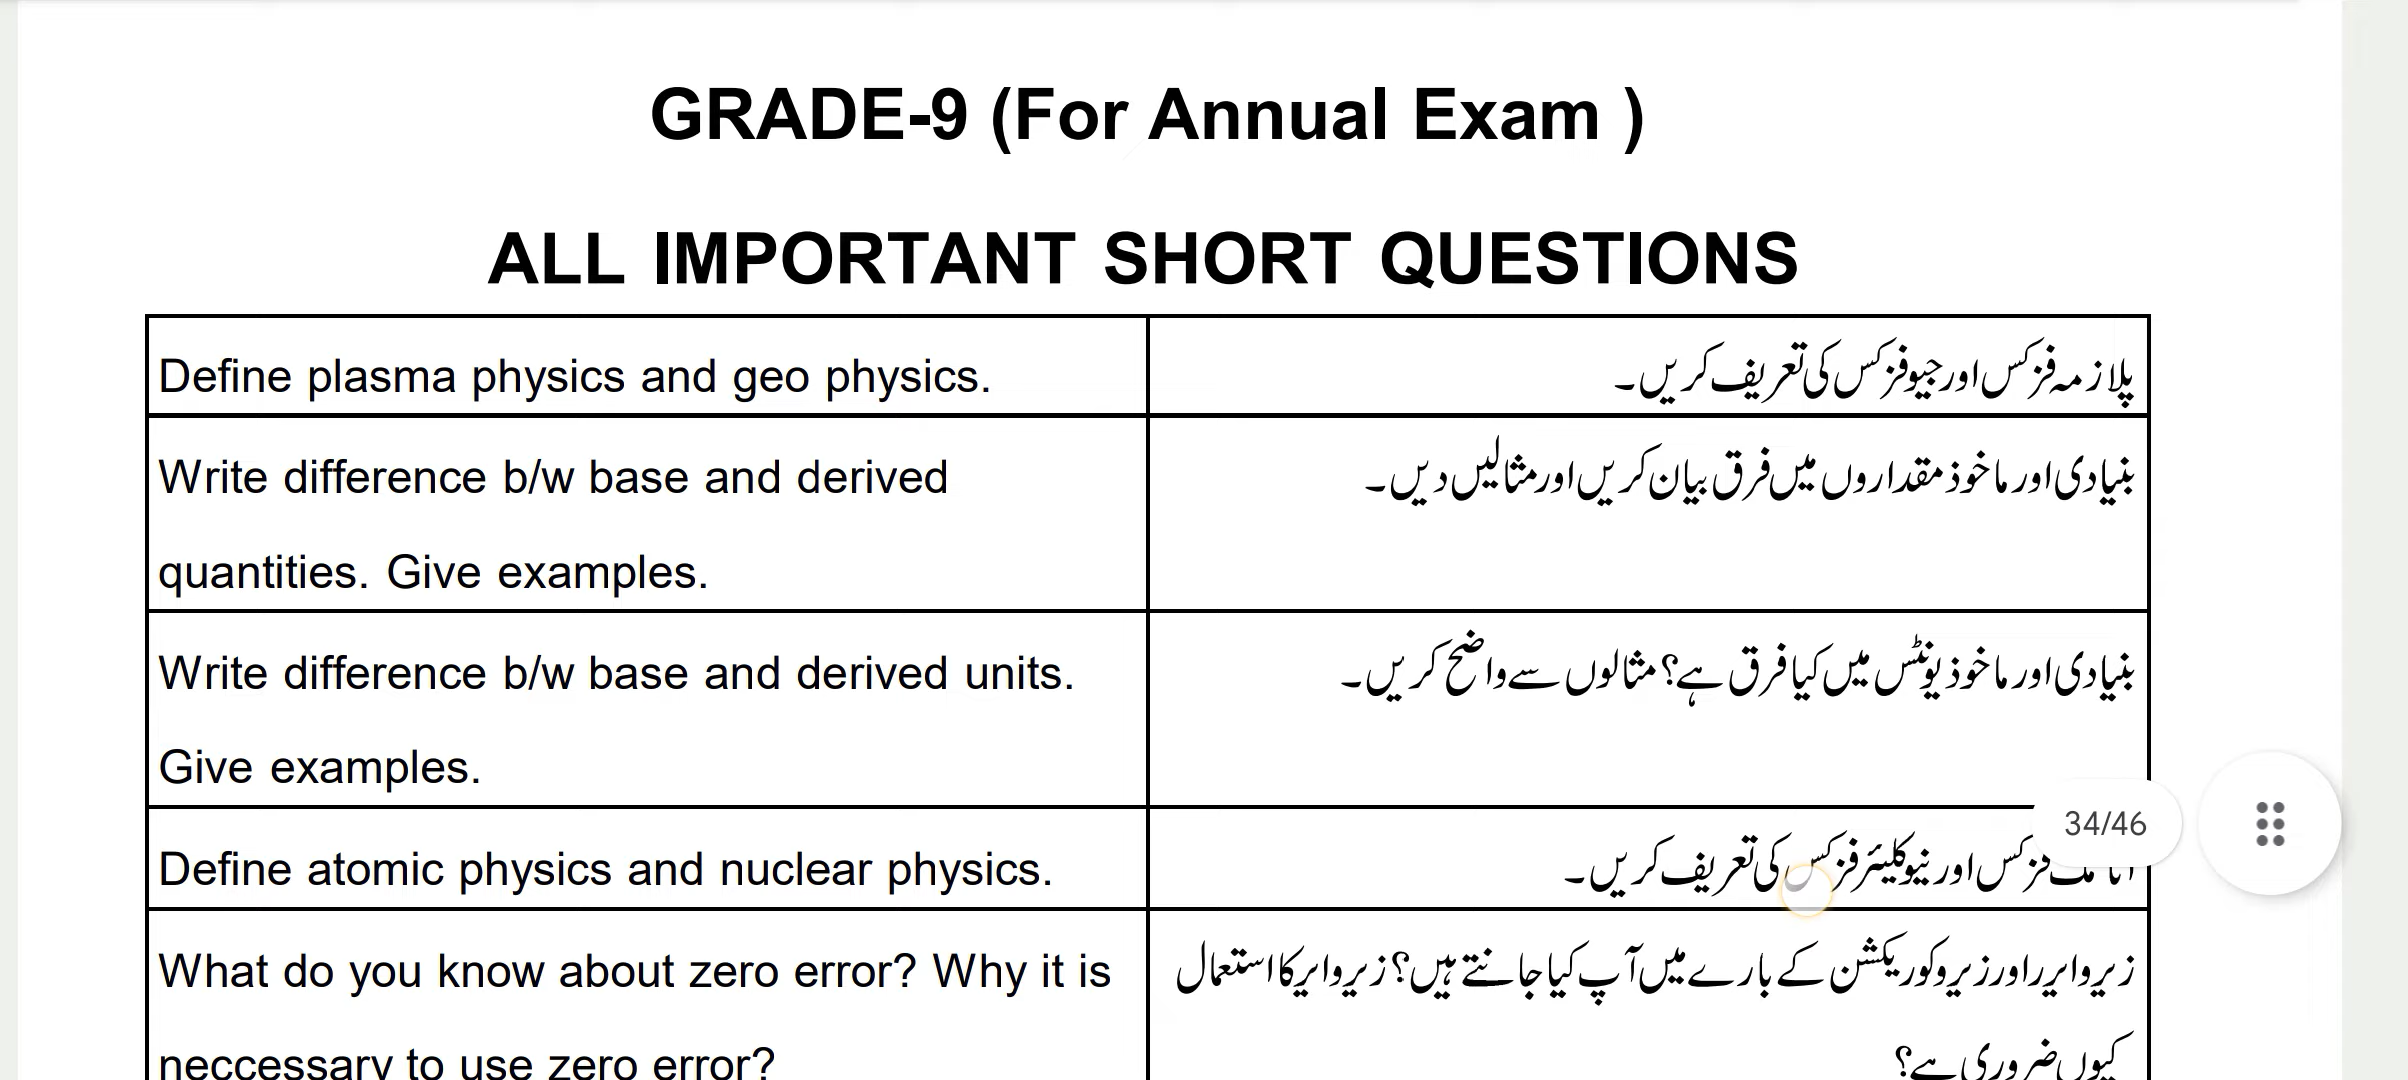 GRADE-9 (For Annual Exam )
ALL IMPORTANT SHORT QUESTIONS
Define plasma physics and geo physics.
پلازمہ فزکس اور جیوفزکس کی تعریف کریں۔
Write difference b/w base and derived
quantities. Give examples.
بنیادی اور ماخوذ مقداروں میں فرق بیان کریں اور مثالیں دیں۔
Write difference b/w base and derived units.
Give examples.
بنیادی اور ماخوذ یونٹس میں کیا فرق ہے؟ مثالوں سے واضح کریں۔
34/46
Define atomic physics and nuclear physics.
فزکس اور نیوکلیئر فزکس کی تعریف کریں۔
What do you know about zero error? Why it is
neccessary to use zero error?
زیرو ایرر اور زیرو کوریکشن کے بارے میں آپ کیا جانتے ہیں؟ زیرو ایر کا استعمال
کیوں ضروری ہے؟